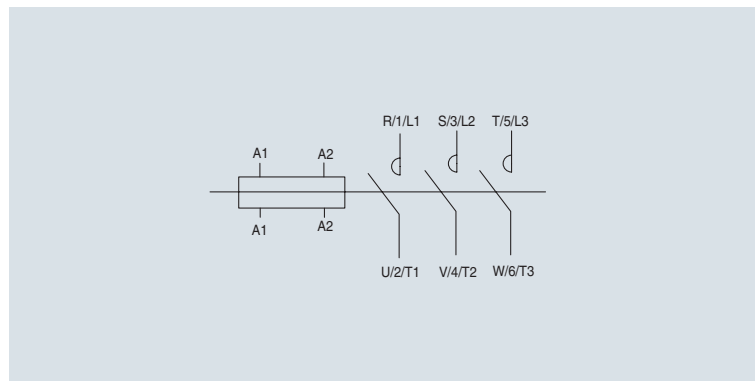 R/1/L1 S/3/L2 T/5/L3
A1 A2
A1 A2
U/2/T1 V/4/T2 W/6/T3